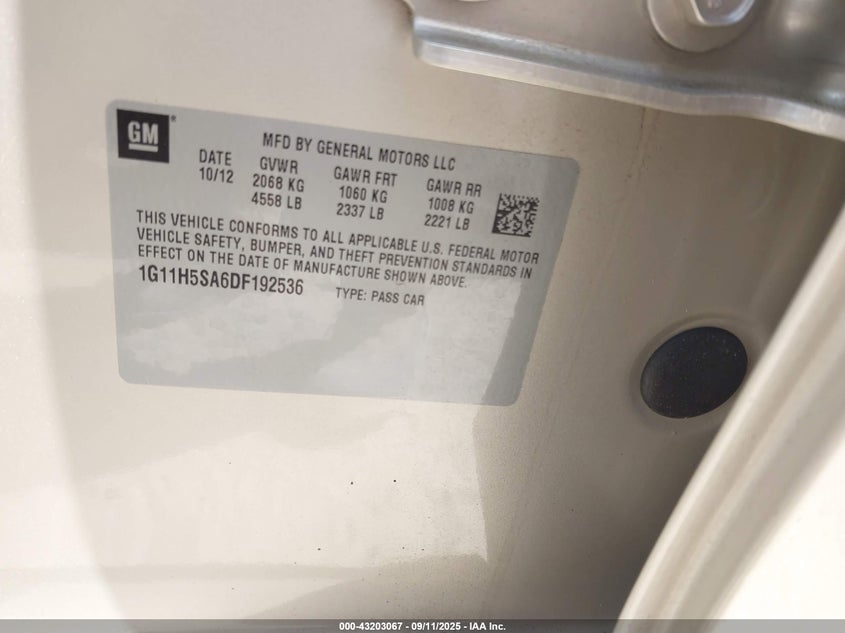 GM®
MFD BY GENERAL MOTORS LLC
DATE GVWR GAWR FRT GAWR RR
10/12 2068 KG 1060 KG 1008 KG
4558 LB 2337 LB 2221 LB
THIS VEHICLE CONFORMS TO ALL APPLICABLE U.S. FEDERAL MOTOR
VEHICLE SAFETY, BUMPER, AND THEFT PREVENTION STANDARDS IN
EFFECT ON THE DATE OF MANUFACTURE SHOWN ABOVE.
1G11H5SA6DF192536 TYPE: PASS CAR
000-43203067 - 09/11/2025 - IAA Inc.